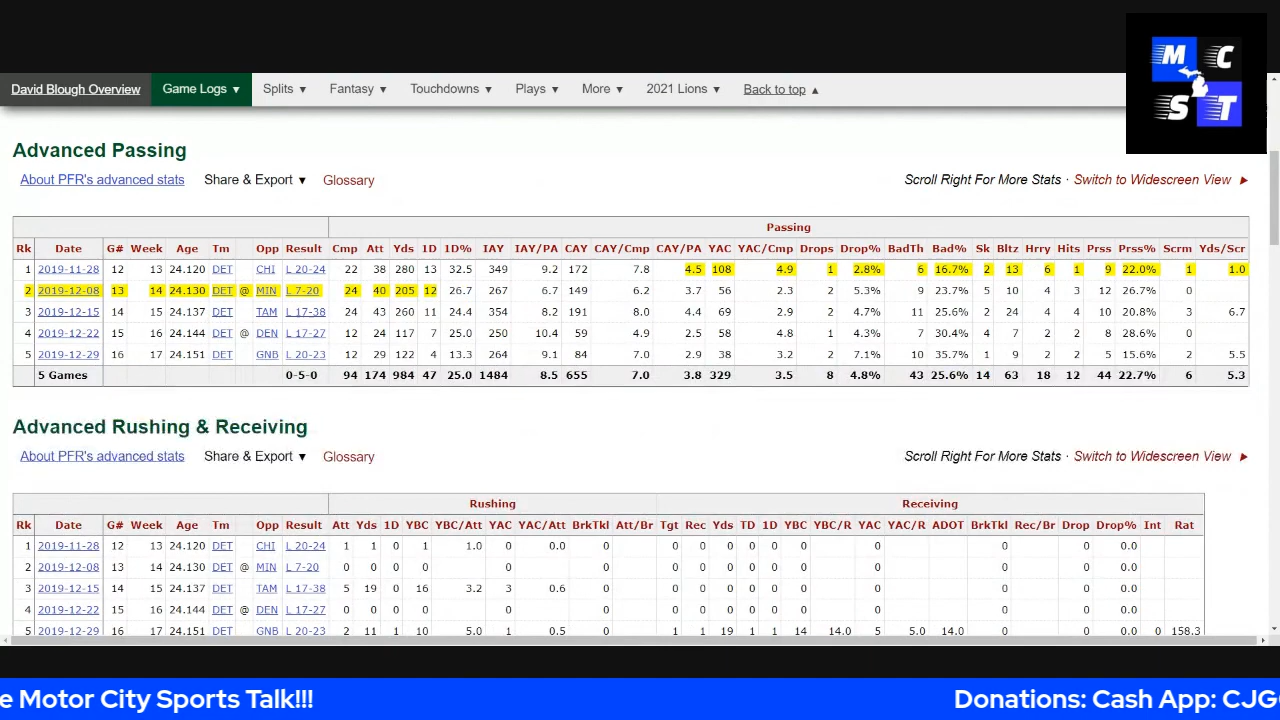 M C
S T
David Blough Overview Game Logs ▼ Splits ▼ Fantasy ▼ Touchdowns ▼ Plays ▼ More ▼ 2021 Lions ▼ Back to top ▲
Advanced Passing
About PFR's advanced stats Share & Export ▼ Glossary Scroll Right For More Stats · Switch to Widescreen View ▶
Passing
Rk Date G# Week Age Tm Opp Result Cmp Att Yds 1D 1D% IAY IAY/PA CAY CAY/Cmp CAY/PA YAC YAC/Cmp Drops Drop% BadTh Bad% Sk Bltz Hrry Hits Prss Prss% Scrm Yds/Scr
1 2019-11-28 12 13 24.120 DET CHI L 20-24 22 38 280 13 32.5 349 9.2 172 7.8 4.5 108 4.9 1 2.8% 6 16.7% 2 13 6 1 9 22.0% 1 1.0
2 2019-12-08 13 14 24.130 DET @ MIN L 7-20 24 40 205 12 26.7 267 6.7 149 6.2 3.7 56 2.3 2 5.3% 9 23.7% 5 10 4 3 12 26.7% 0
3 2019-12-15 14 15 24.137 DET TAM L 17-38 24 43 260 11 24.4 354 8.2 191 8.0 4.4 69 2.9 2 4.7% 11 25.6% 2 24 4 4 10 20.8% 3 6.7
4 2019-12-22 15 16 24.144 DET @ DEN L 17-27 12 24 117 7 25.0 250 10.4 59 4.9 2.5 58 4.8 1 4.3% 7 30.4% 4 7 2 2 8 28.6% 0
5 2019-12-29 16 17 24.151 DET GNB L 20-23 12 29 122 4 13.3 264 9.1 84 7.0 2.9 38 3.2 2 7.1% 10 35.7% 1 9 2 2 5 15.6% 2 5.5
5 Games 0-5-0 94 174 984 47 25.0 1484 8.5 655 7.0 3.8 329 3.5 8 4.8% 43 25.6% 14 63 18 12 44 22.7% 6 5.3
Advanced Rushing & Receiving
About PFR's advanced stats Share & Export ▼ Glossary Scroll Right For More Stats · Switch to Widescreen View ▶
Rushing Receiving
Rk Date G# Week Age Tm Opp Result Att Yds 1D YBC YBC/Att YAC YAC/Att BrkTkl Att/Br Tgt Rec Yds TD 1D YBC YBC/R YAC YAC/R ADOT BrkTkl Rec/Br Drop Drop% Int Rat
1 2019-11-28 12 13 24.120 DET CHI L 20-24 1 1 0 1 1.0 0 0.0 0 0 0 0 0 0 0 0 0 0 0.0
2 2019-12-08 13 14 24.130 DET @ MIN L 7-20 0 0 0 0 0 0 0 0 0 0 0 0 0 0 0 0.0
3 2019-12-15 14 15 24.137 DET TAM L 17-38 5 19 0 16 3.2 3 0.6 0 0 0 0 0 0 0 0 0 0 0.0
4 2019-12-22 15 16 24.144 DET @ DEN L 17-27 0 0 0 0 0 0 0 0 0 0 0 0 0 0 0 0.0
5 2019-12-29 16 17 24.151 DET GNB L 20-23 2 11 1 10 5.0 1 0.5 0 1 1 19 1 1 14 14.0 5 5.0 14.0 0 0 0.0 0 158.3
e Motor City Sports Talk!!! Donations: Cash App: CJG